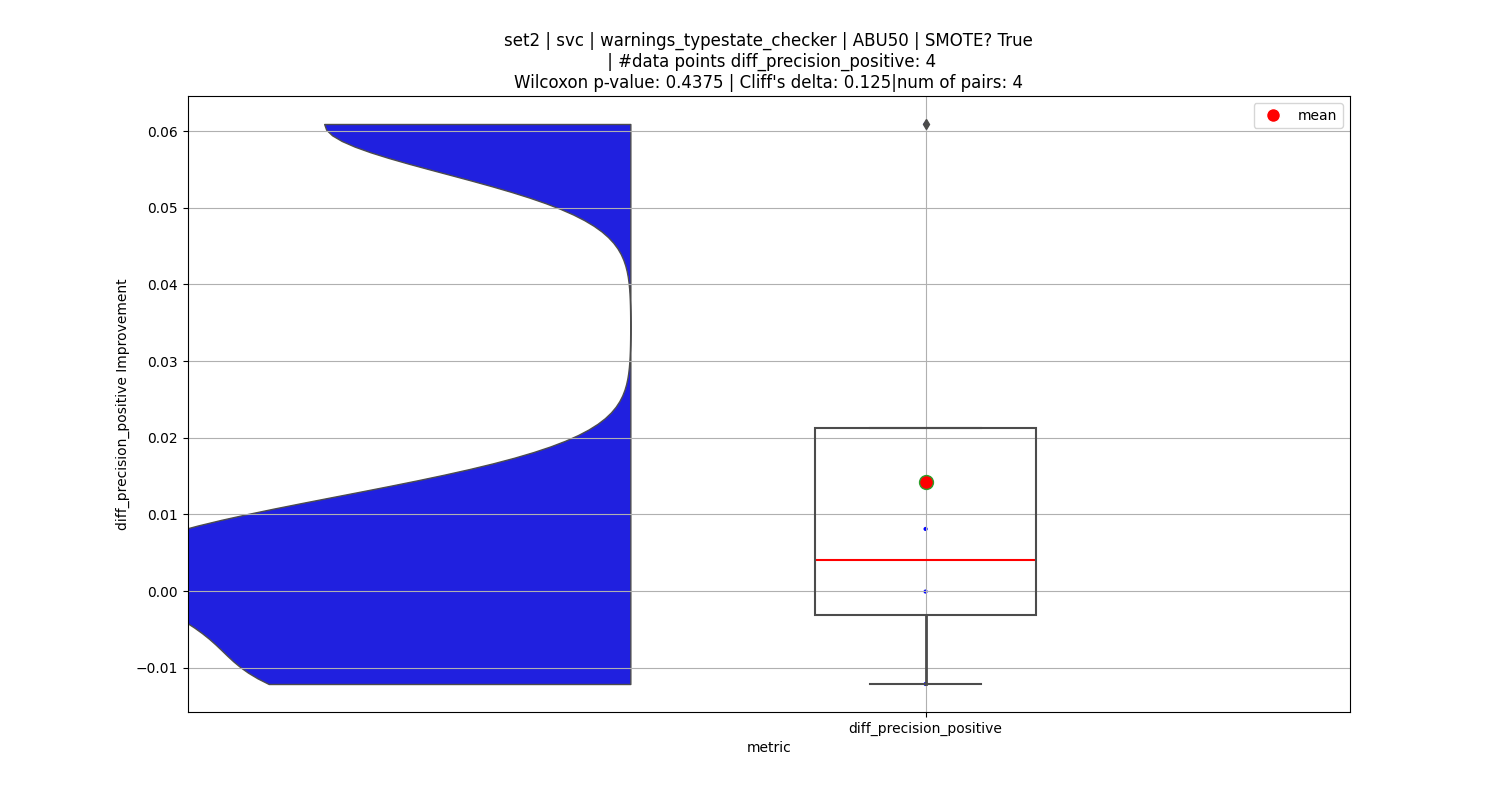 set2 | svc | warnings_typestate_checker | ABU50 | SMOTE? True
| #data points diff_precision_positive: 4
Wilcoxon p-value: 0.4375 | Cliff's delta: 0.125|num of pairs: 4
mean
0.06
0.05
0.04
0.03
0.02
0.01
0.00
−0.01
diff_precision_positive Improvement
diff_precision_positive
metric